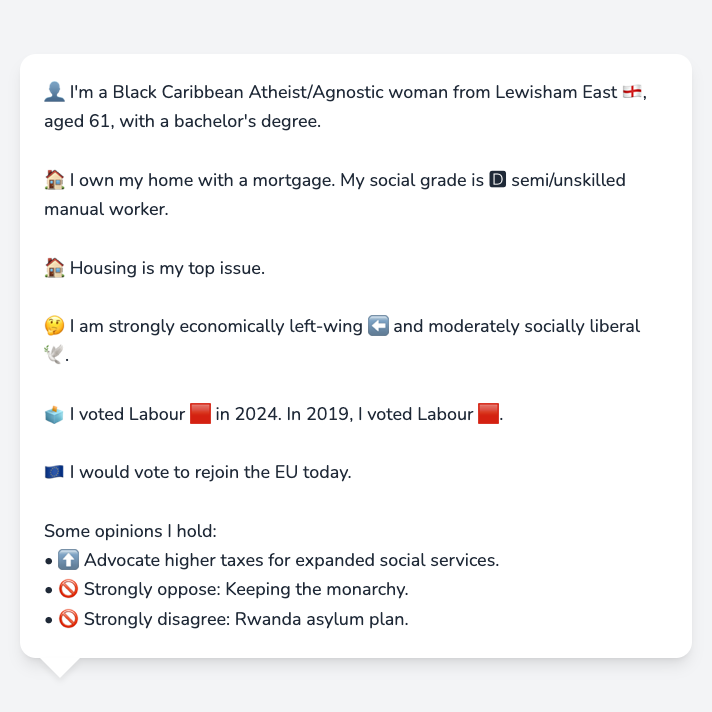 👤 I'm a Black Caribbean Atheist/Agnostic woman from Lewisham East 🏴󠁧󠁢󠁥󠁮󠁧󠁿,
aged 61, with a bachelor's degree.
🏠 I own my home with a mortgage. My social grade is 🅳 semi/unskilled
manual worker.
🏠 Housing is my top issue.
🤔 I am strongly economically left-wing ⬅️ and moderately socially liberal
🕊️.
🗳️ I voted Labour 🟥 in 2024. In 2019, I voted Labour 🟥.
🇪🇺 I would vote to rejoin the EU today.
Some opinions I hold:
• ⬆️ Advocate higher taxes for expanded social services.
• 🚫 Strongly oppose: Keeping the monarchy.
• 🚫 Strongly disagree: Rwanda asylum plan.